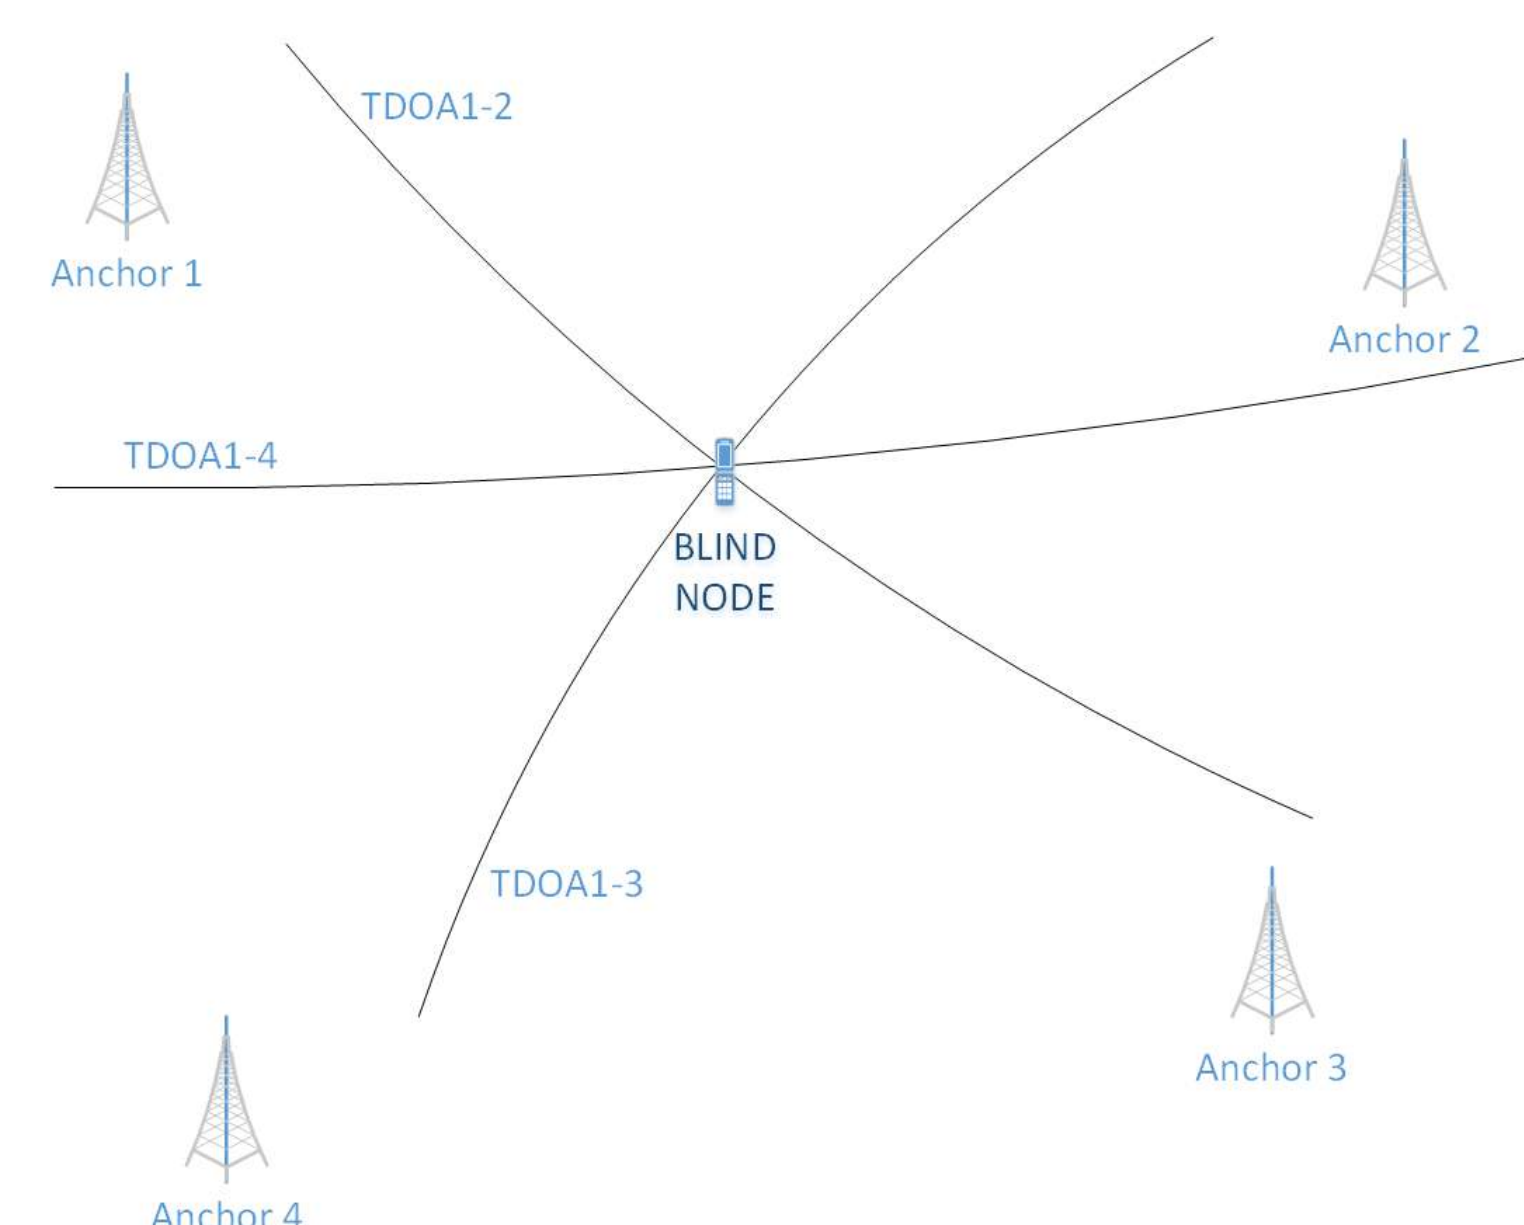 TDOA1-2
Anchor 1
Anchor 2
TDOA1-4
BLIND
NODE
TDOA1-3
Anchor 3
Anchor 4